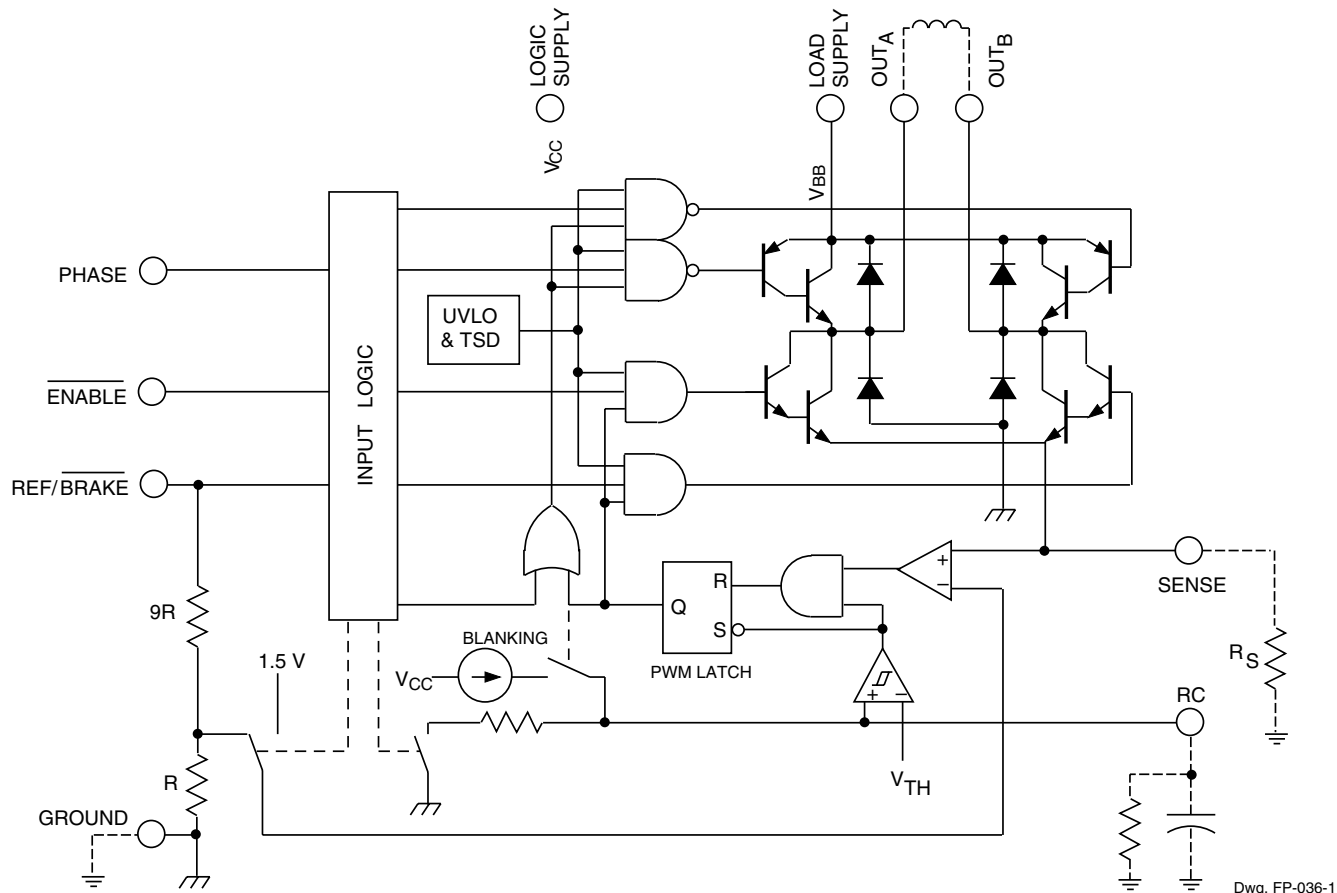 LOGIC
SUPPLY
VCC
LOAD
SUPPLY
VBB
OUTA
OUTB
PHASE
ENABLE
REF/BRAKE
INPUT LOGIC
UVLO
& TSD
9R
1.5 V
R
GROUND
BLANKING
VCC
Q
R
S
PWM LATCH
+
–
+
–
VTH
SENSE
RS
RC
Dwg. FP-036-1